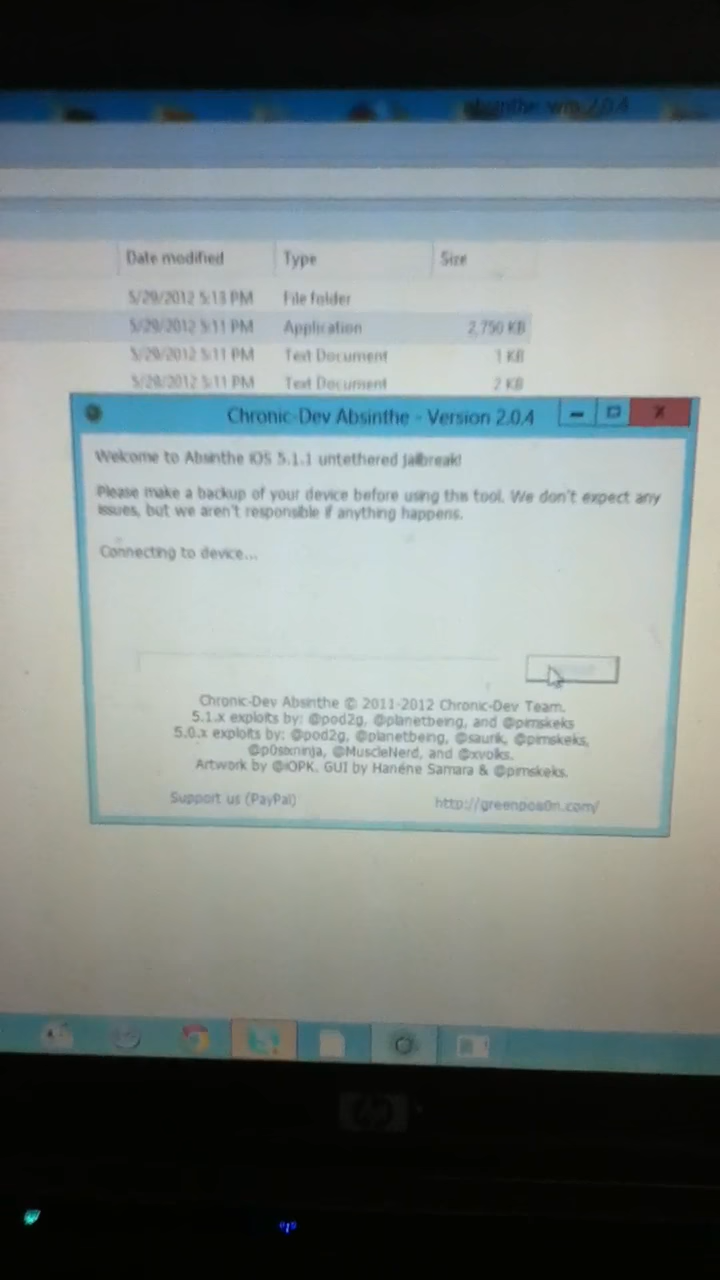 absinthe-win-2.0.4
Date modified Type Size
5/29/2012 5:13 PM File folder
5/29/2012 5:11 PM Application 2,750 KB
5/29/2012 5:11 PM Text Document 1 KB
5/29/2012 5:11 PM Text Document 2 KB
Chronic-Dev Absinthe - Version 2.0.4
Welcome to Absinthe iOS 5.1.1 untethered jailbreak!
Please make a backup of your device before using this tool. We don't expect any
issues, but we aren't responsible if anything happens.
Connecting to device...
Chronic-Dev Absinthe © 2011-2012 Chronic-Dev Team.
5.1.x exploits by: @pod2g, @planetbeing, and @pimskeks
5.0.x exploits by: @pod2g, @planetbeing, @saurik, @pimskeks,
@p0sixninja, @MuscleNerd, and @xvolks.
Artwork by @iOPK. GUI by Hanéne Samara & @pimskeks.
Support us (PayPal) http://greenpois0n.com/
hp